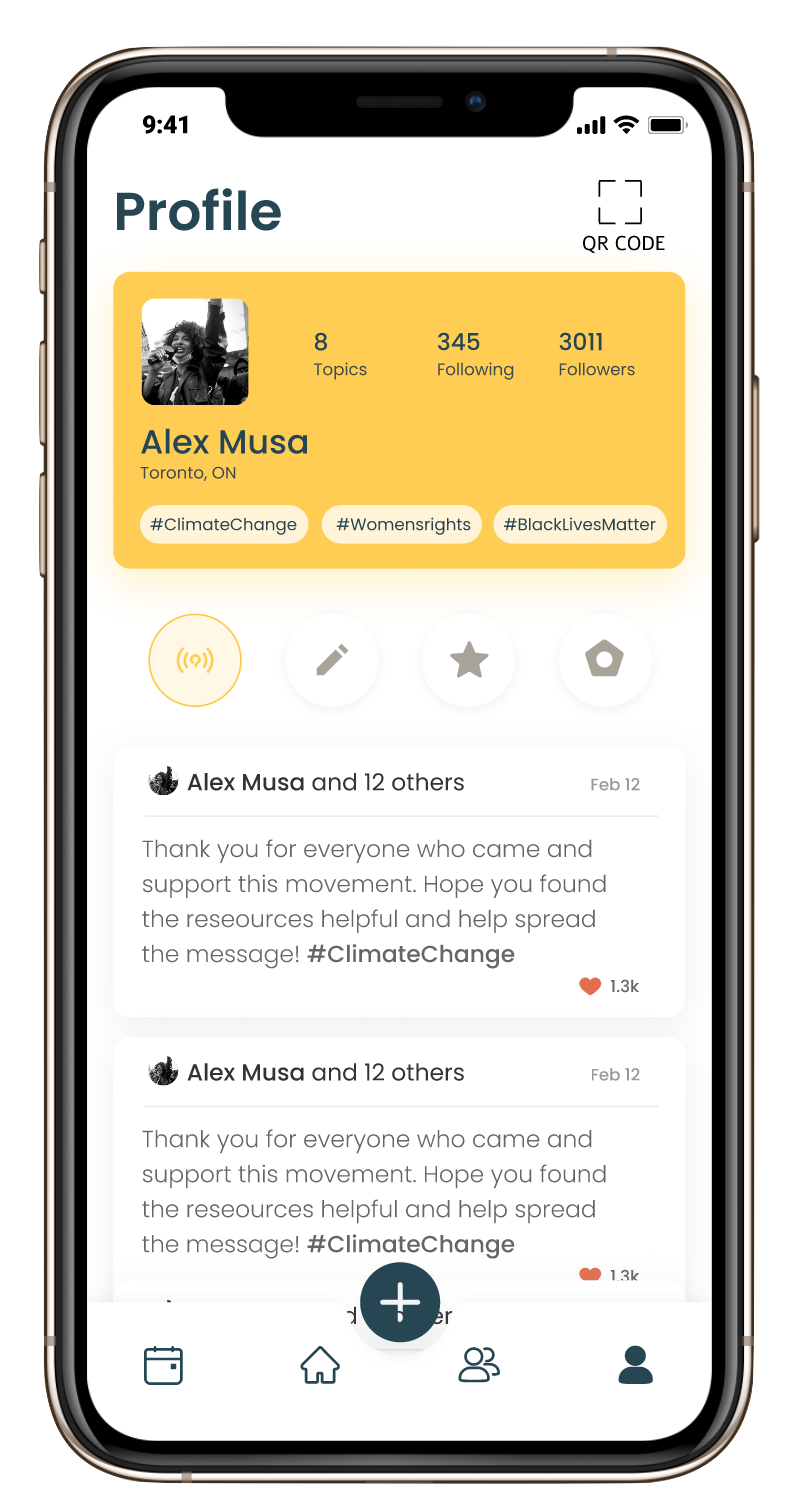 9:41
Profile
QR CODE
8 345 3011
Topics Following Followers
Alex Musa
Toronto, ON
#ClimateChange #Womensrights #BlackLivesMatter
Alex Musa and 12 others Feb 12
Thank you for everyone who came and
support this movement. Hope you found
the reseources helpful and help spread
the message! #ClimateChange
1.3k
Alex Musa and 12 others Feb 12
Thank you for everyone who came and
support this movement. Hope you found
the reseources helpful and help spread
the message! #ClimateChange
1.3k